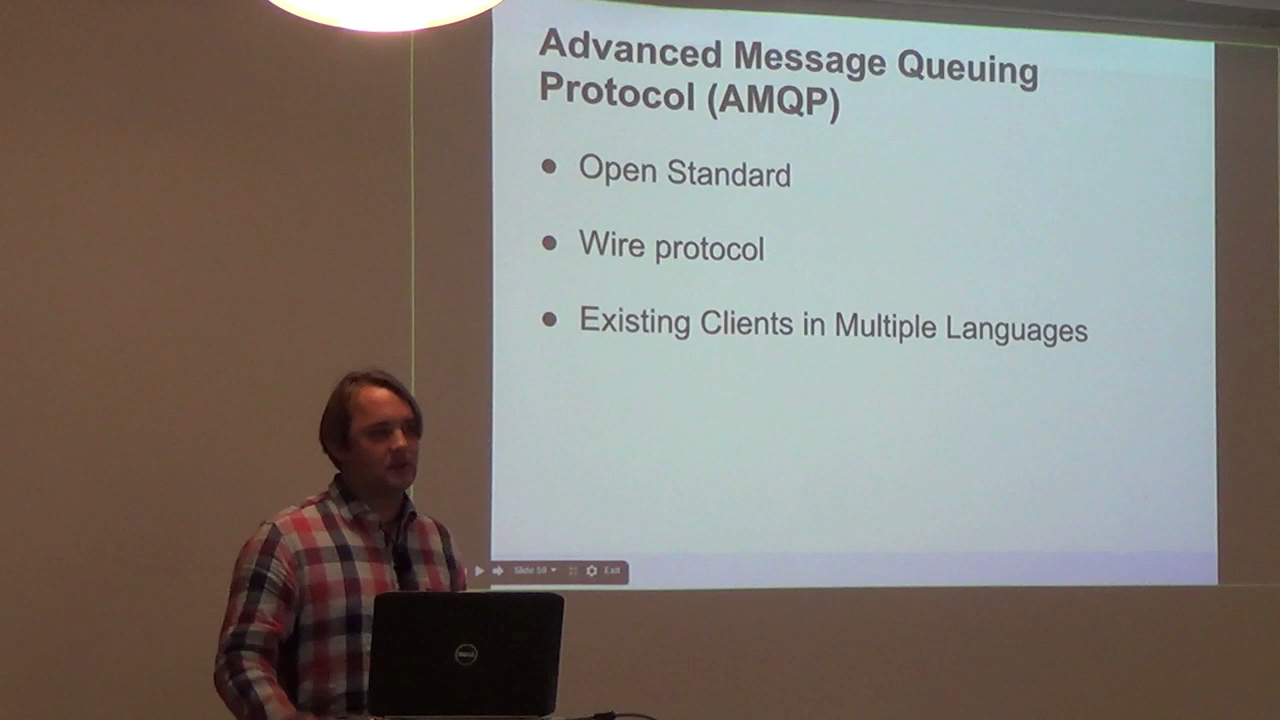 Advanced Message Queuing
Protocol (AMQP)
● Open Standard
● Wire protocol
● Existing Clients in Multiple Languages
Exit
DELL